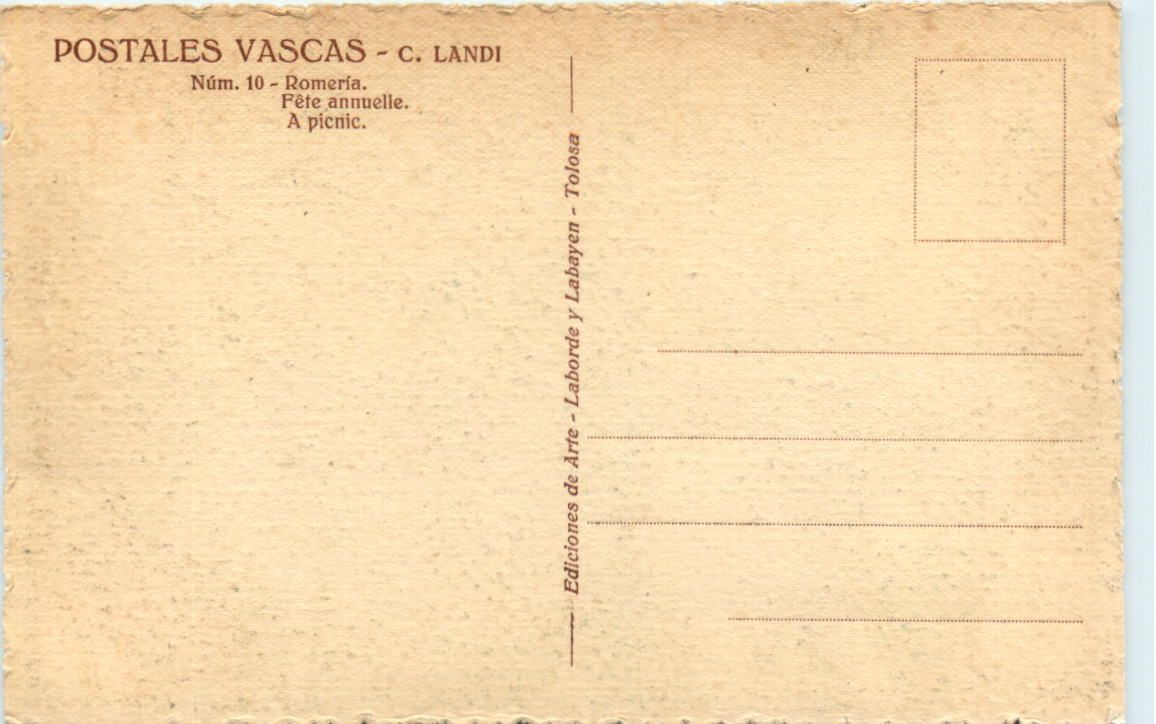 POSTALES VASCAS - C. LANDI
Núm. 10 - Romería.
Fête annuelle.
A picnic.
Ediciones de Arte - Laborde y Labayen - Tolosa